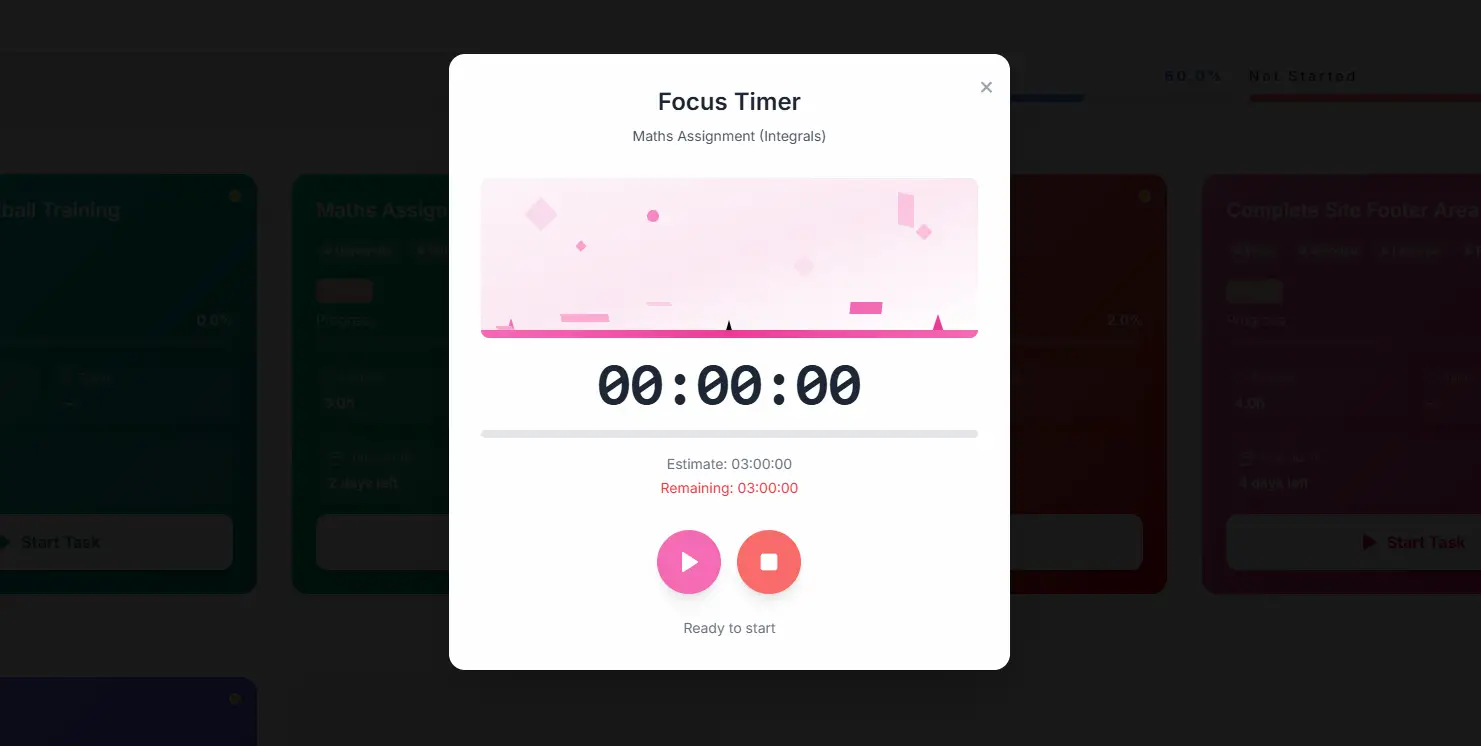 60.0% Not Started
Focus Timer
Maths Assignment (Integrals)
ball Training
Maths Assign
Complete Site Footer Area
0.0%
Progress
2.0%
Progress
00:00:00
3.0h
4.0h
Estimate: 03:00:00
Remaining: 03:00:00
2 days left
4 days left
Start Task
Start Task
Ready to start